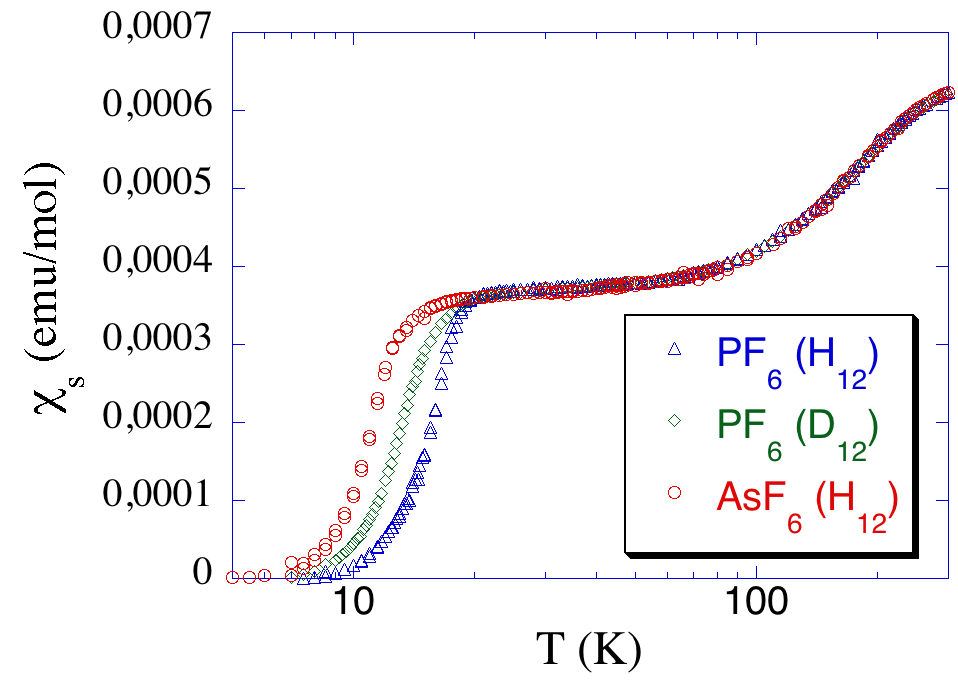 0,0007
0,0006
0,0005
0,0004
0,0003
0,0002
0,0001
0
χs (emu/mol)
10
100
T (K)
PF6 (H12)
PF6 (D12)
AsF6 (H12)